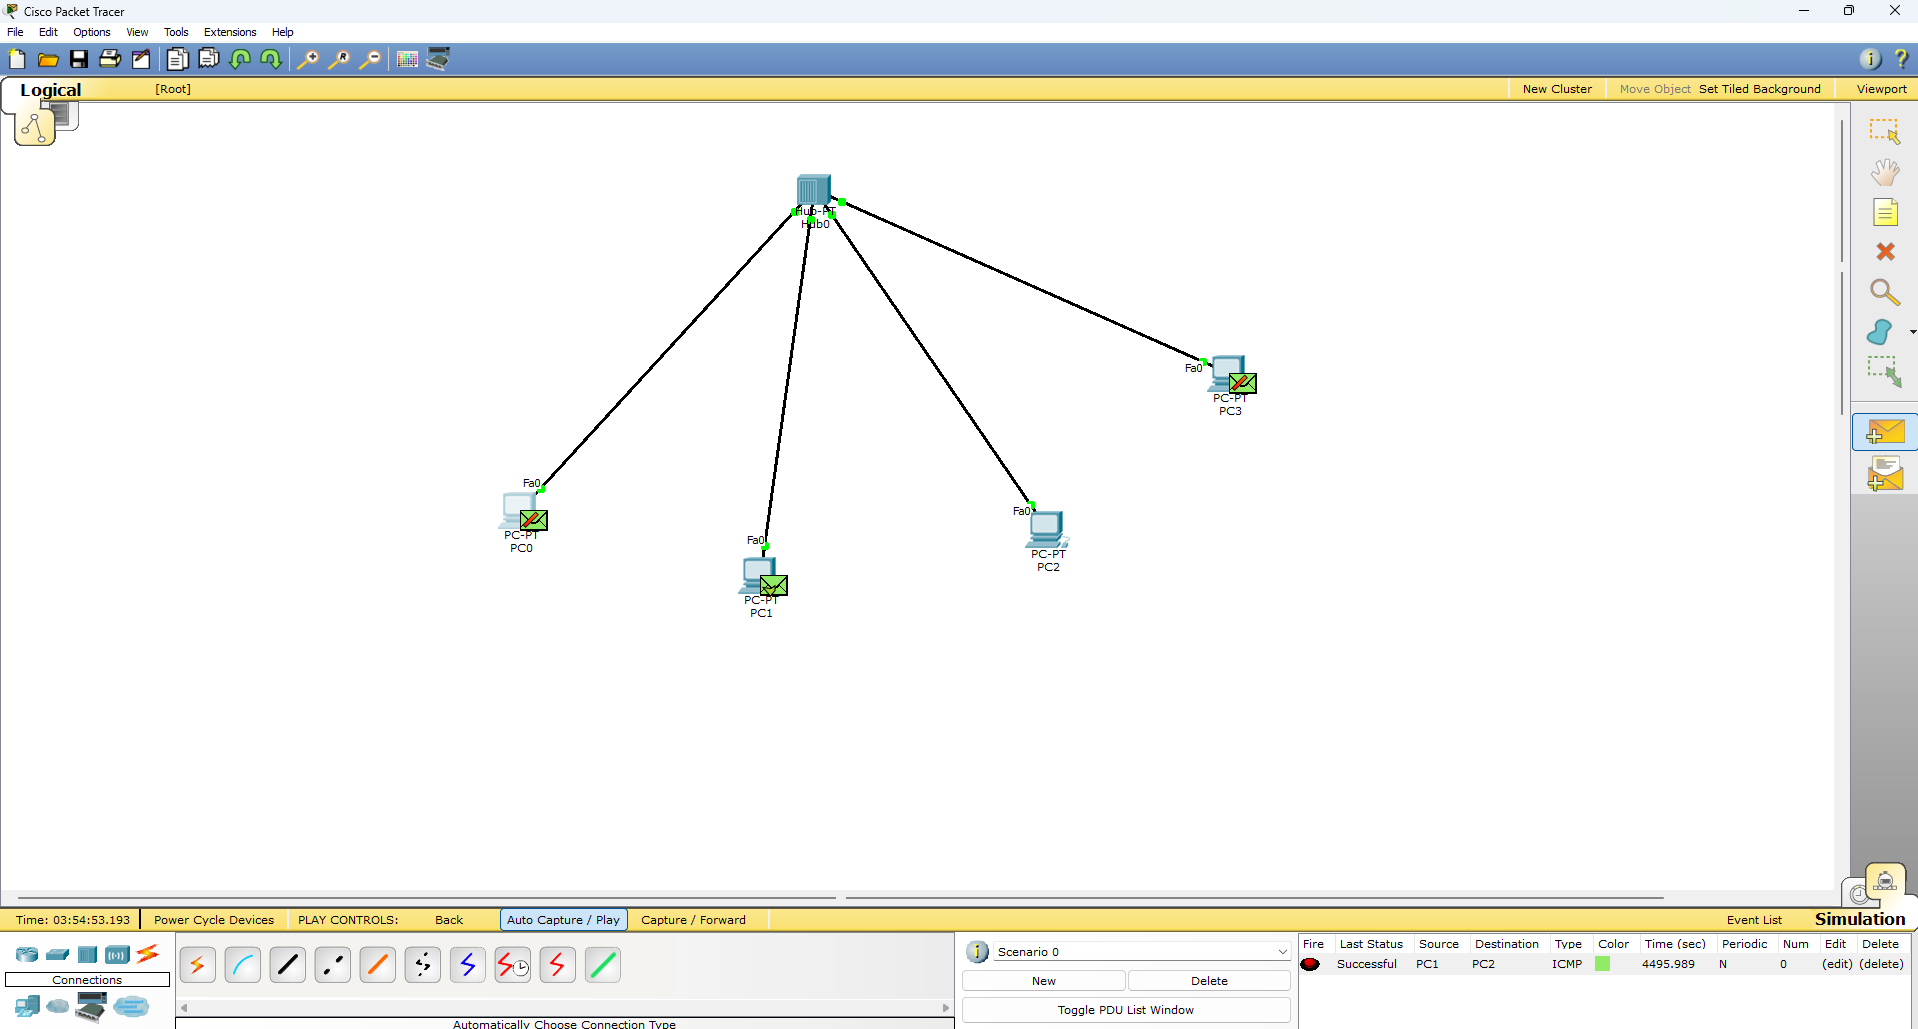 Cisco Packet Tracer
File Edit Options View Tools Extensions Help
Logical [Root] New Cluster Move Object Set Tiled Background Viewport
Hub-PT
Hub0
Fa0
PC-PT
PC3
Fa0
PC-PT
PC0
Fa0
PC-PT
PC2
Fa0
PC-PT
PC1
Time: 03:54:53.193 Power Cycle Devices PLAY CONTROLS: Back Auto Capture / Play Capture / Forward Event List Simulation
Connections
Automatically Choose Connection Type
Scenario 0
New Delete
Toggle PDU List Window
Fire Last Status Source Destination Type Color Time (sec) Periodic Num Edit Delete
Successful PC1 PC2 ICMP 4495.989 N 0 (edit) (delete)